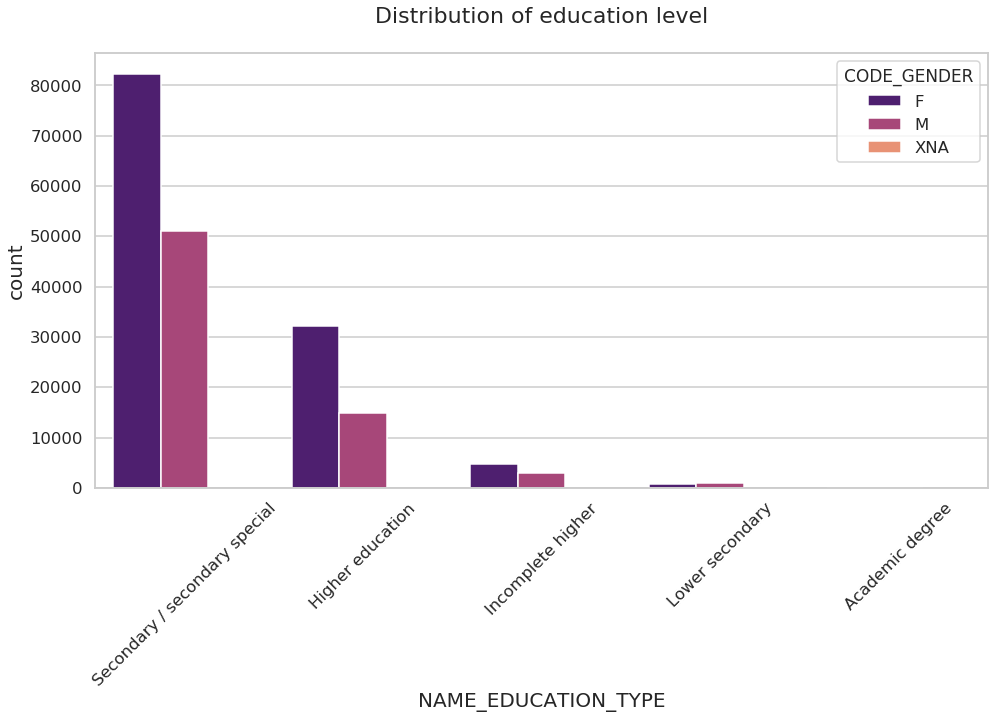 Distribution of education level
CODE_GENDER
F
M
XNA
80000
70000
60000
50000
40000
30000
20000
10000
0
count
Secondary / secondary special
Higher education
Incomplete higher
Lower secondary
Academic degree
NAME_EDUCATION_TYPE